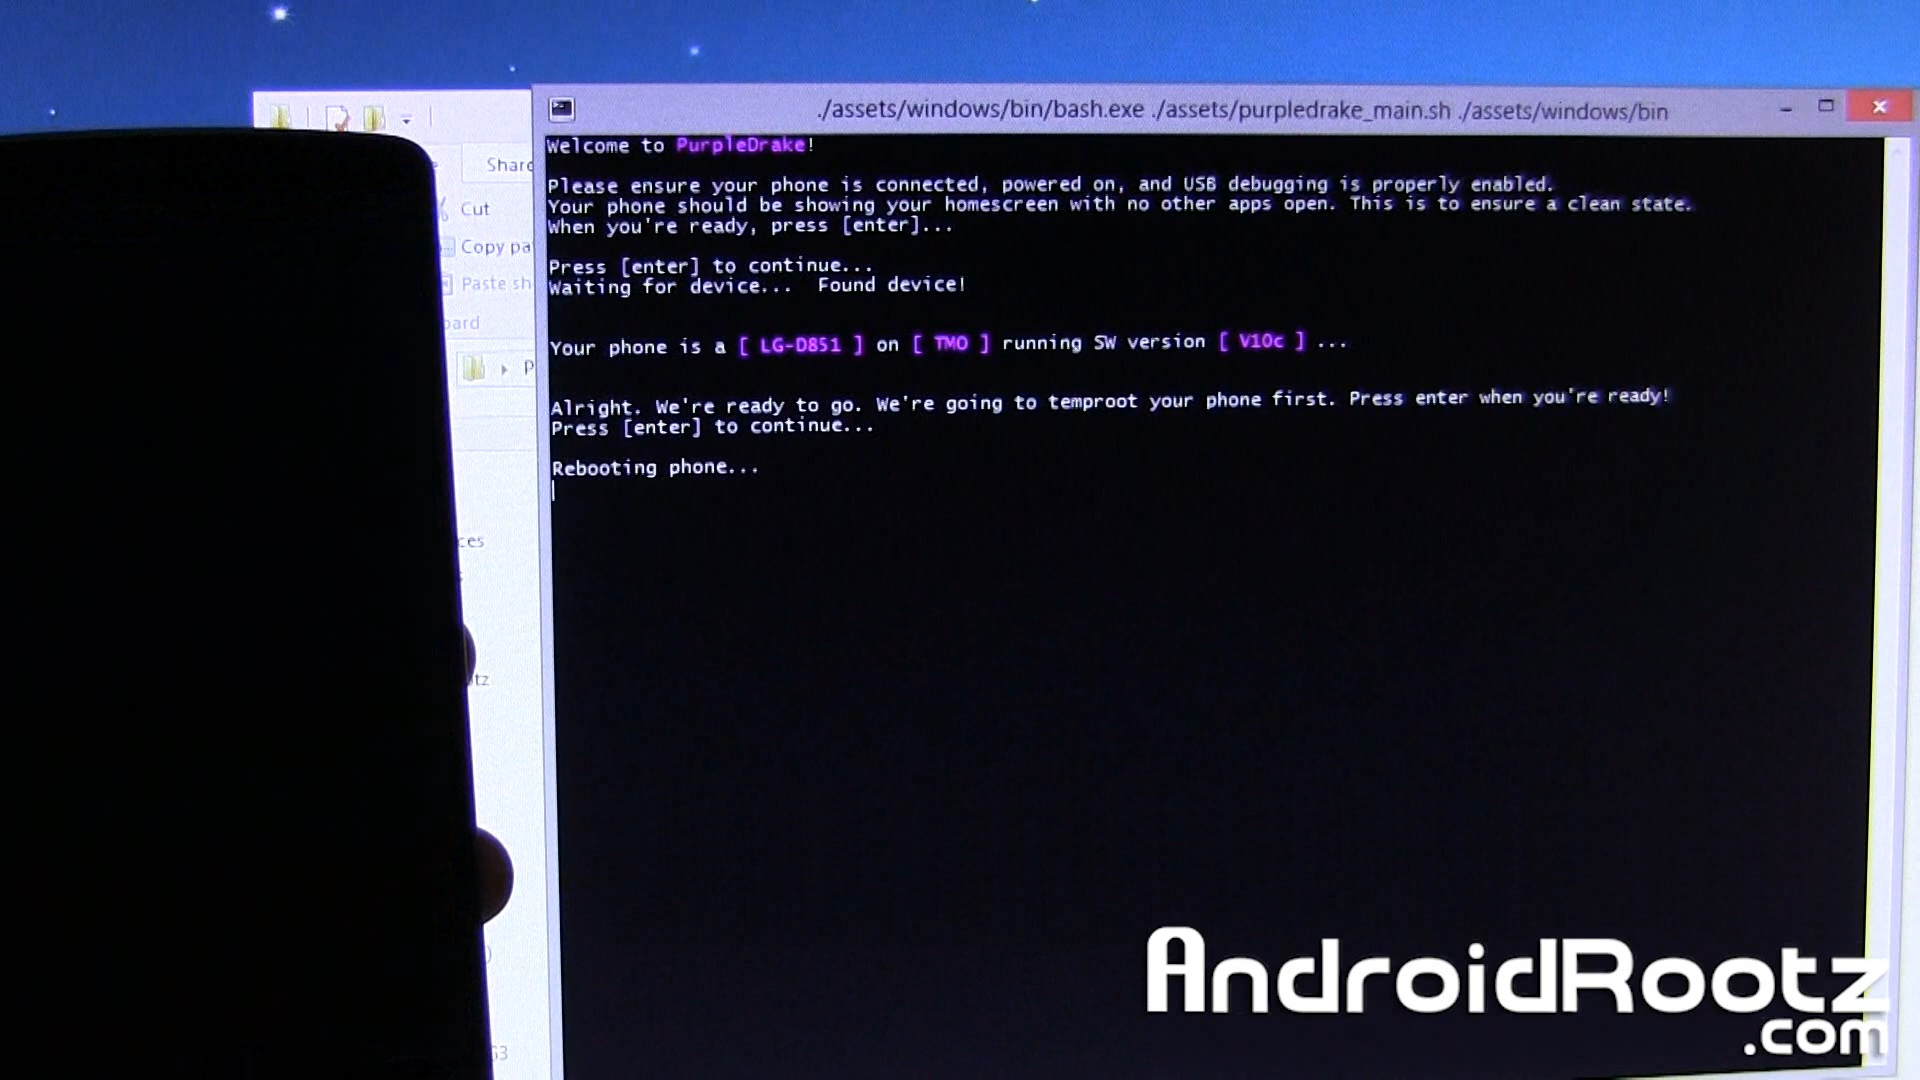 ./assets/windows/bin/bash.exe ./assets/purpledrake_main.sh ./assets/windows/bin
Welcome to PurpleDrake!
Please ensure your phone is connected, powered on, and USB debugging is properly enabled.
Your phone should be showing your homescreen with no other apps open. This is to ensure a clean state.
When you're ready, press [enter]...
Press [enter] to continue...
Waiting for device...  Found device!
Your phone is a [ LG-D851 ] on [ TMO ] running SW version [ V10c ] ...
Alright. We're ready to go. We're going to temproot your phone first. Press enter when you're ready!
Press [enter] to continue...
Rebooting phone...
Share
Cut
Copy pa
Paste sh
oard
P
ces
tz
G3
AndroidRootz
.com